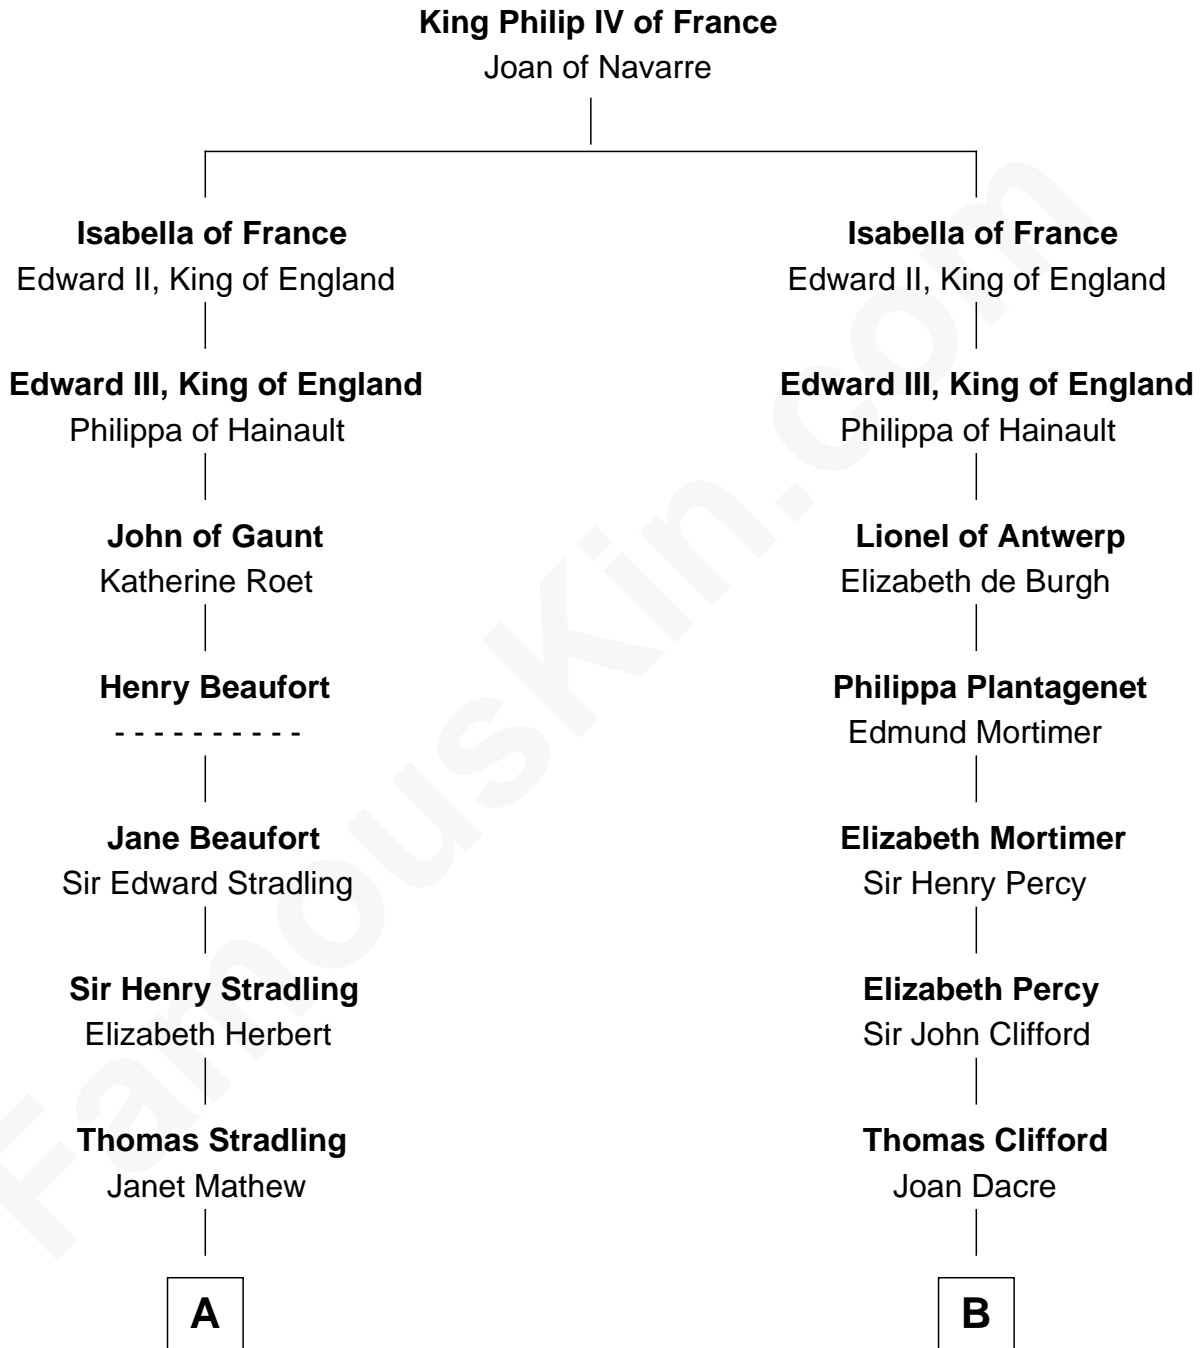 King Philip IV of France
Joan of Navarre
Isabella of France
Edward II, King of England
Isabella of France
Edward II, King of England
Edward III, King of England
Philippa of Hainault
Edward III, King of England
Philippa of Hainault
John of Gaunt
Katherine Roet
Lionel of Antwerp
Elizabeth de Burgh
Henry Beaufort
- - - - - - - - - -
Philippa Plantagenet
Edmund Mortimer
Jane Beaufort
Sir Edward Stradling
Elizabeth Mortimer
Sir Henry Percy
Sir Henry Stradling
Elizabeth Herbert
Elizabeth Percy
Sir John Clifford
Thomas Stradling
Janet Mathew
Thomas Clifford
Joan Dacre
A
B
FamousKin.com